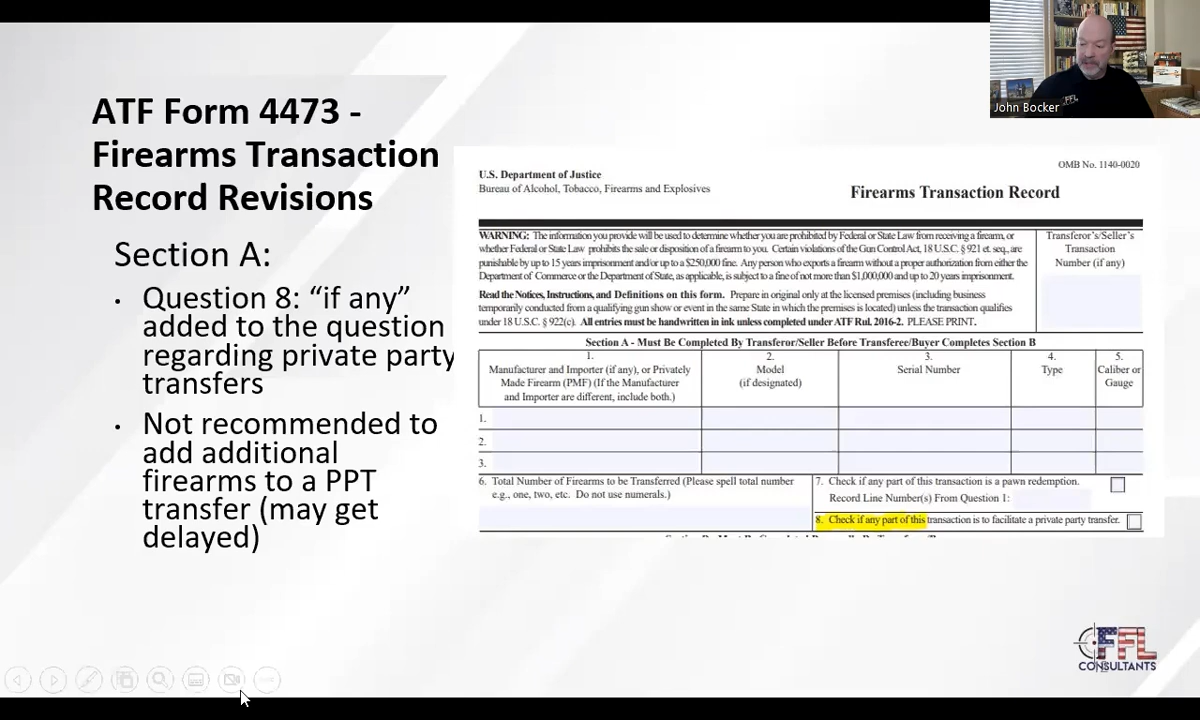 John Bocker
ATF Form 4473 -
Firearms Transaction
Record Revisions
Section A:
• Question 8: “if any”
added to the question
regarding private party
transfers
• Not recommended to
add additional
firearms to a PPT
transfer (may get
delayed)
OMB No. 1140-0020
U.S. Department of Justice
Bureau of Alcohol, Tobacco, Firearms and Explosives
Firearms Transaction Record
WARNING: The information you provide will be used to determine whether you are prohibited by Federal or State Law from receiving a firearm, or
whether Federal or State Law prohibits the sale or disposition of a firearm to you. Certain violations of the Gun Control Act, 18 U.S.C. § 921 et. seq., are
punishable by up to 15 years imprisonment and/or up to a $250,000 fine. Any person who exports a firearm without a proper authorization from either the
Department of Commerce or the Department of State, as applicable, is subject to a fine of not more than $1,000,000 and up to 20 years imprisonment.
Read the Notices, Instructions, and Definitions on this form. Prepare in original only at the licensed premises (including business
temporarily conducted from a qualifying gun show or event in the same State in which the premises is located) unless the transaction qualifies
under 18 U.S.C. § 922(c). All entries must be handwritten in ink unless completed under ATF Rul. 2016-2. PLEASE PRINT.
Transferor's/Seller's
Transaction
Number (if any)
Section A - Must Be Completed By Transferor/Seller Before Transferee/Buyer Completes Section B
1.
Manufacturer and Importer (if any), or Privately
Made Firearm (PMF) (If the Manufacturer
and Importer are different, include both.)
2.
Model
(if designated)
3.
Serial Number
4.
Type
5.
Caliber or
Gauge
1.
2.
3.
6. Total Number of Firearms to be Transferred (Please spell total number
e.g., one, two, etc. Do not use numerals.)
7. Check if any part of this transaction is a pawn redemption.
Record Line Number(s) From Question 1:
8. Check if any part of this transaction is to facilitate a private party transfer.
FFL
CONSULTANTS